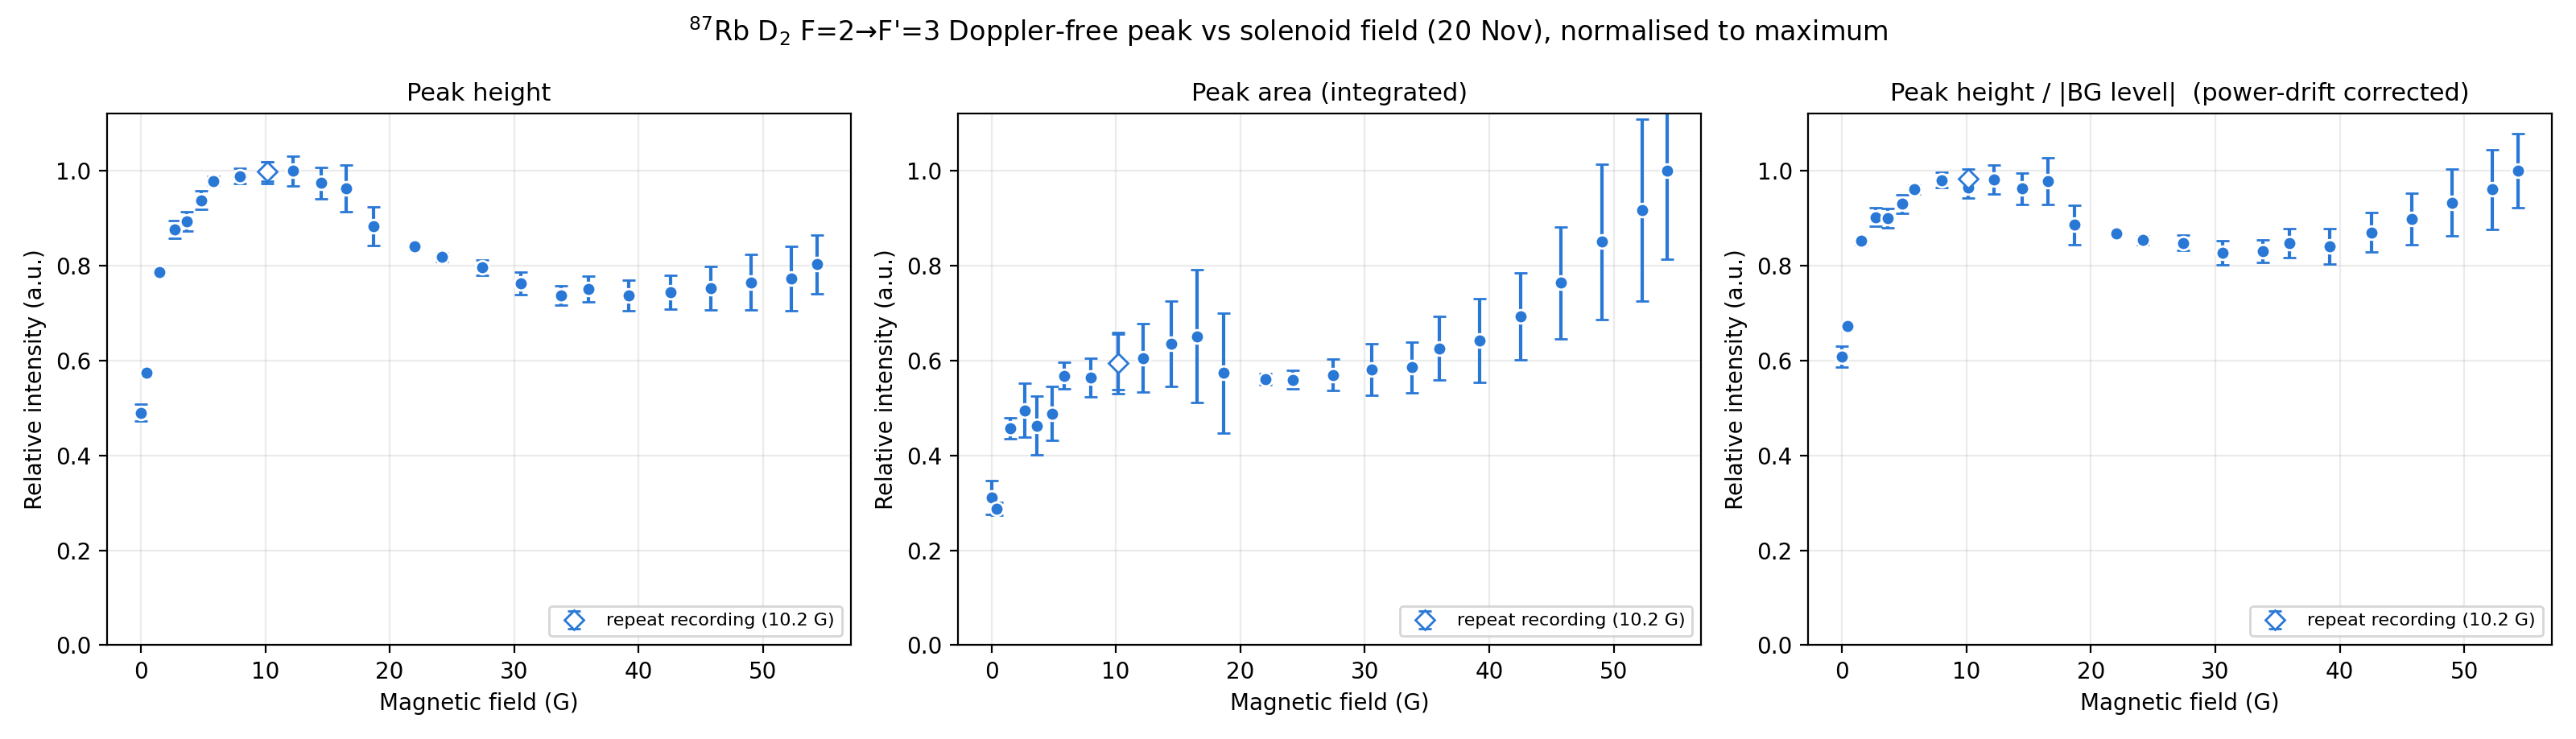 ⁸⁷Rb D₂ F=2→F'=3 Doppler-free peak vs solenoid field (20 Nov), normalised to maximum
Peak height
Relative intensity (a.u.)
1.0
0.8
0.6
0.4
0.2
0.0
0 10 20 30 40 50
Magnetic field (G)
repeat recording (10.2 G)
Peak area (integrated)
Relative intensity (a.u.)
1.0
0.8
0.6
0.4
0.2
0.0
0 10 20 30 40 50
Magnetic field (G)
repeat recording (10.2 G)
Peak height / |BG level| (power-drift corrected)
Relative intensity (a.u.)
1.0
0.8
0.6
0.4
0.2
0.0
0 10 20 30 40 50
Magnetic field (G)
repeat recording (10.2 G)